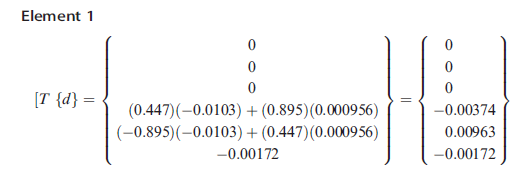 Element 1
0 0
0 0
[T {d} = 0 = 0
(0.447)(−0.0103) + (0.895)(0.000956) −0.00374
(−0.895)(−0.0103) + (0.447)(0.000956) 0.00963
−0.00172 −0.00172